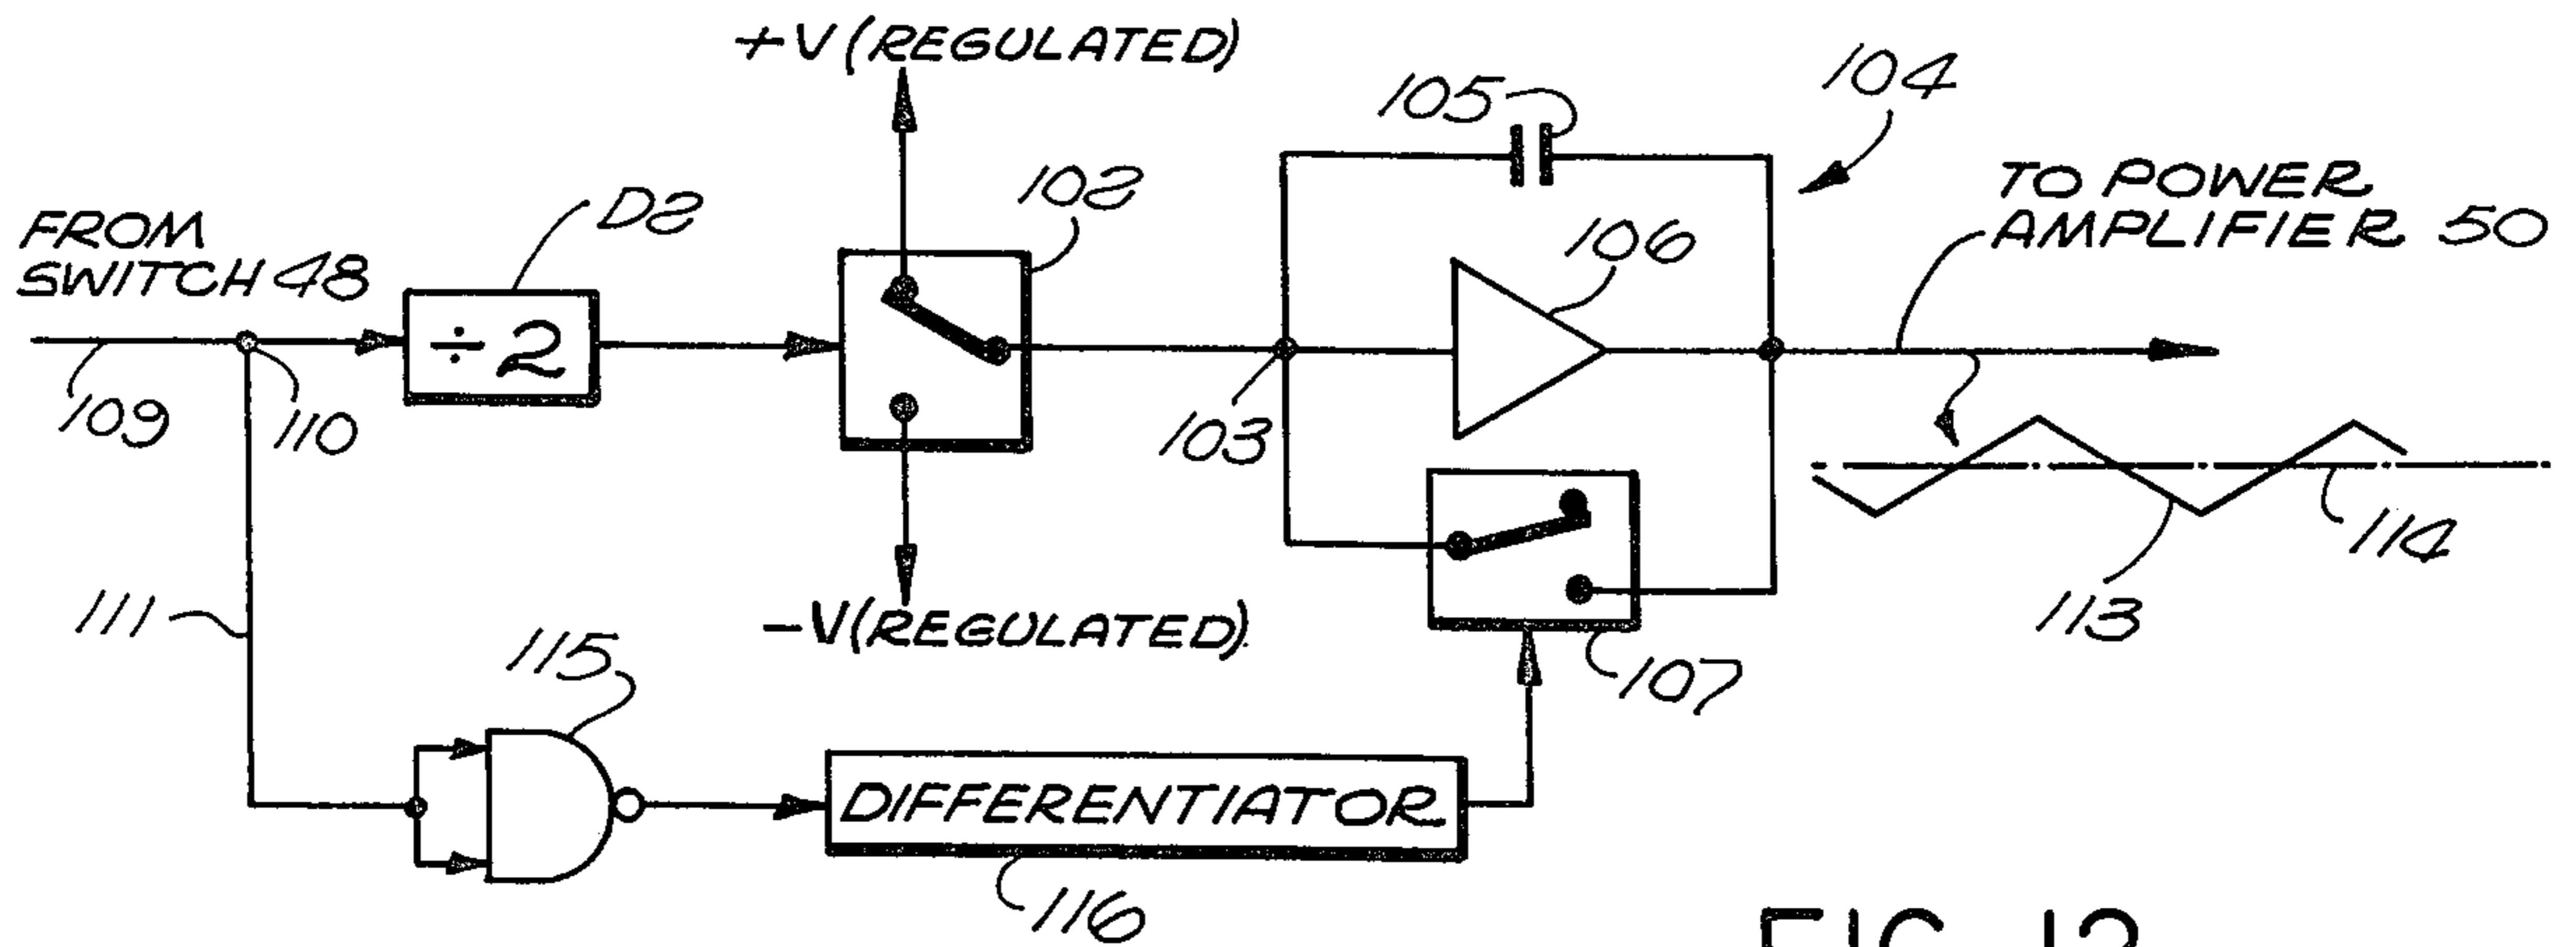 +V (REGULATED)
104
105
102
D2
TO POWER
AMPLIFIER 50
FROM
SWITCH 48
106
÷2
109
110
103
114
113
111
-V (REGULATED).
115
107
DIFFERENTIATOR
116